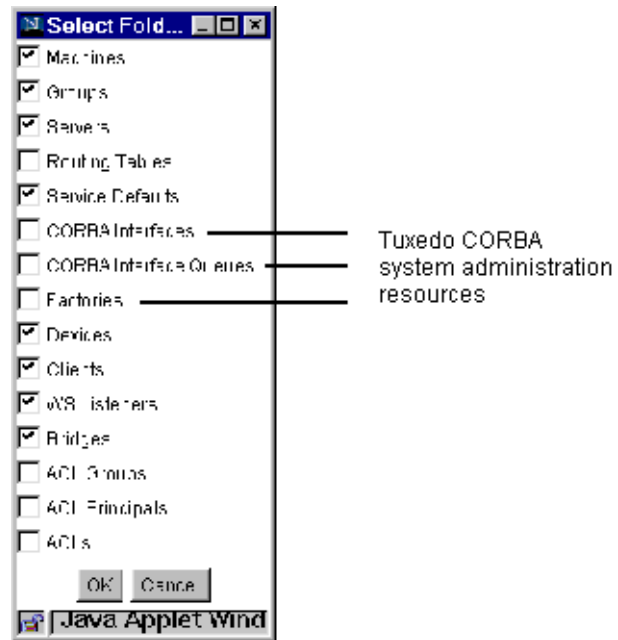 Select Fold...
Machines
Groups
Servers
Routing Tables
Service Defaults
CORBA Interfaces
CORBA Interface Queues
Factories
Devices
Clients
WS Listeners
Bridges
ACL Groups
ACL Principals
ACLs
OK Cancel
Java Applet Wind
Tuxedo CORBA
system administration
resources